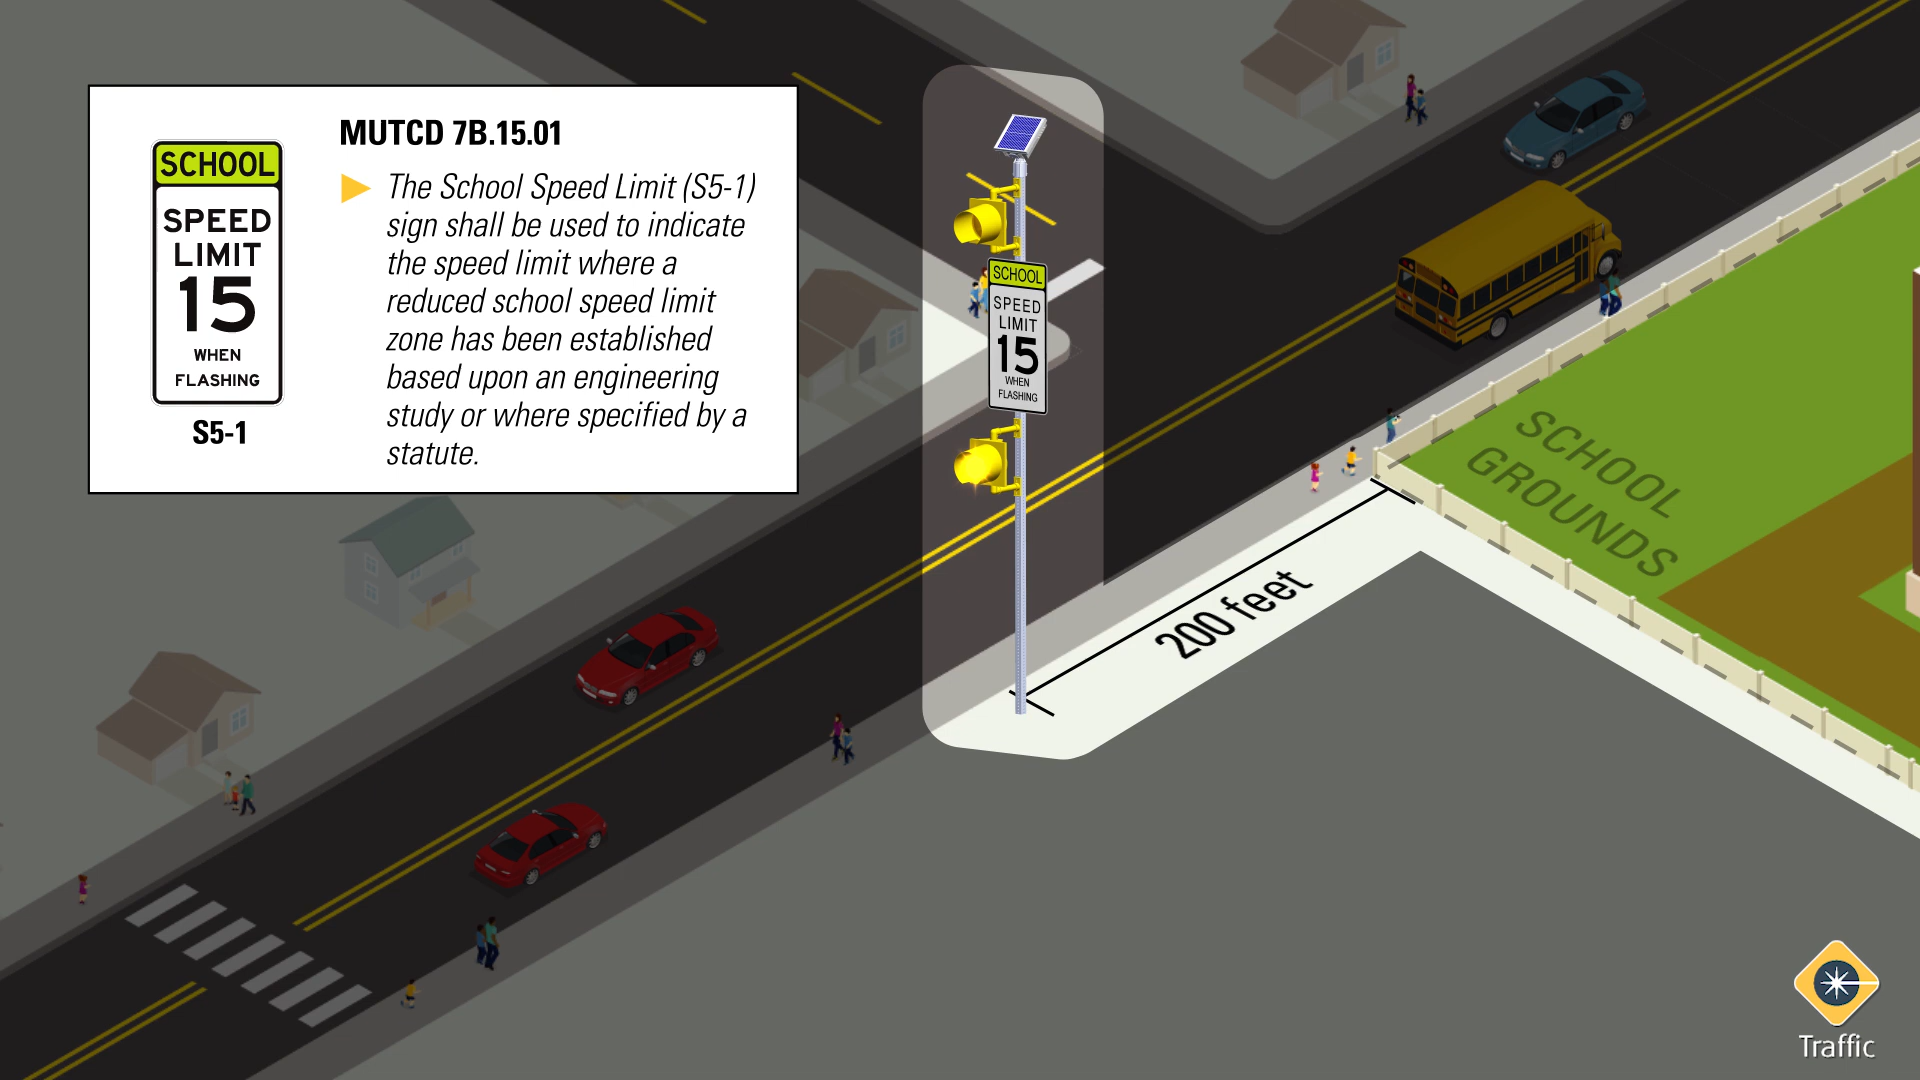 SCHOOL
SPEED
LIMIT
15
WHEN
FLASHING
S5-1
MUTCD 7B.15.01
The School Speed Limit (S5-1)
sign shall be used to indicate
the speed limit where a
reduced school speed limit
zone has been established
based upon an engineering
study or where specified by a
statute.
SCHOOL
SPEED
LIMIT
15
WHEN
FLASHING
SCHOOL
GROUNDS
200 feet
Traffic